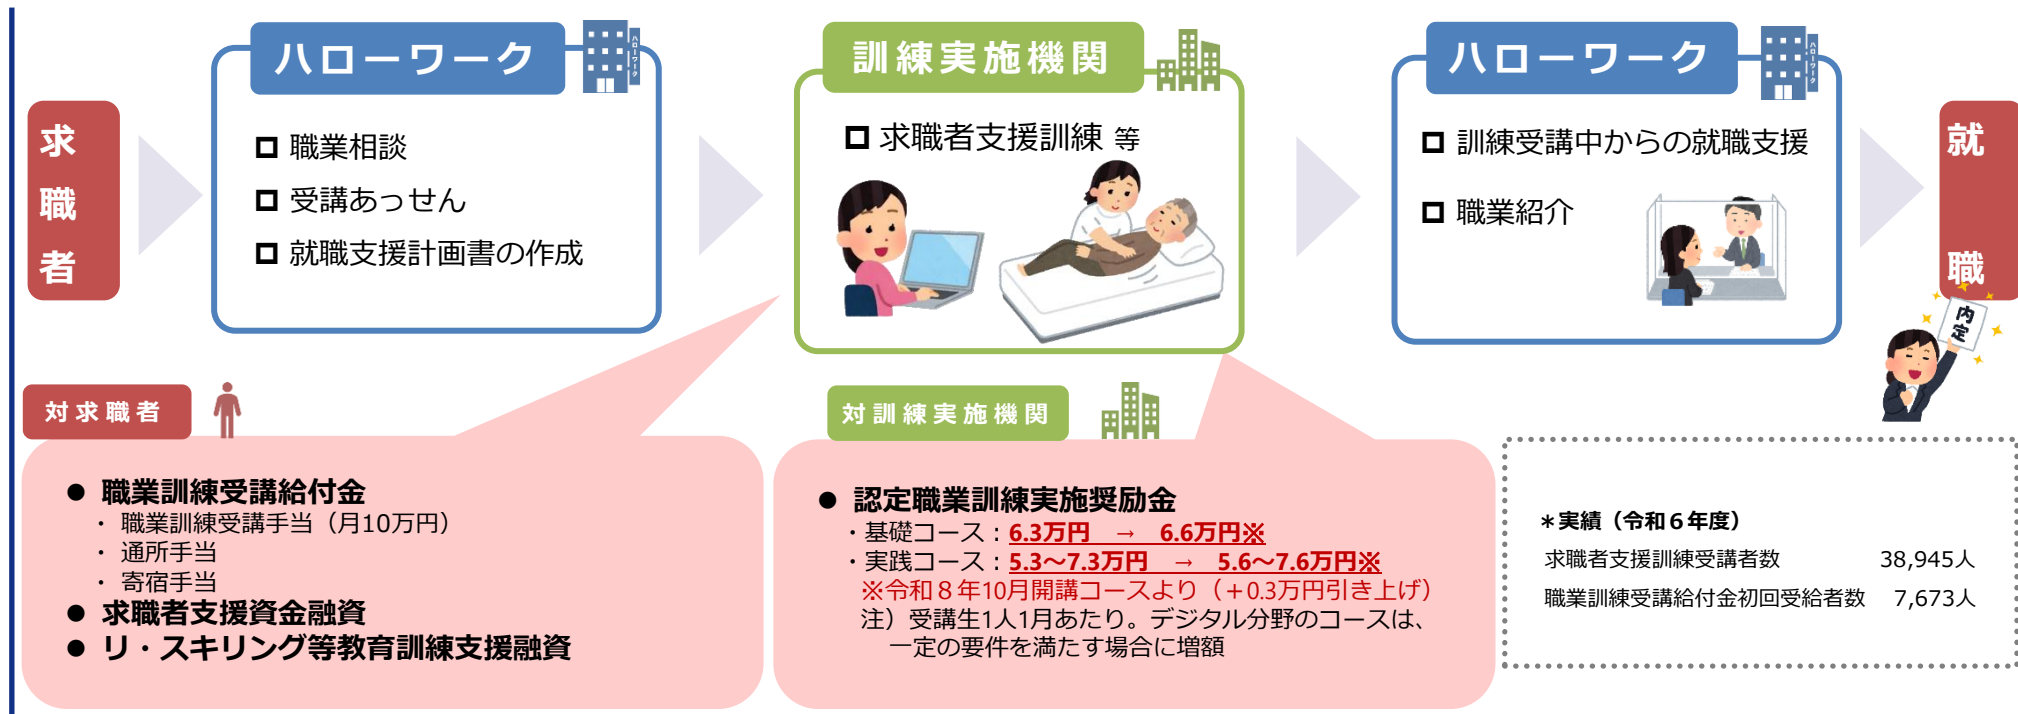 求職者
ハローワーク
ハローワーク
□ 職業相談
□ 受講あっせん
□ 就職支援計画書の作成
訓練実施機関
□ 求職者支援訓練 等
ハローワーク
ハローワーク
□ 訓練受講中からの就職支援
□ 職業紹介
就職
内定
対求職者
● 職業訓練受講給付金
・ 職業訓練受講手当（月10万円）
・ 通所手当
・ 寄宿手当
● 求職者支援資金融資
● リ・スキリング等教育訓練支援融資
対訓練実施機関
● 認定職業訓練実施奨励金
・基礎コース：6.3万円 → 6.6万円※
・実践コース：5.3～7.3万円 → 5.6～7.6万円※
※令和８年10月開講コースより（＋0.3万円引き上げ）
注）受講生1人1月あたり。デジタル分野のコースは、
一定の要件を満たす場合に増額
＊実績（令和６年度）
求職者支援訓練受講者数 38,945人
職業訓練受講給付金初回受給者数 7,673人